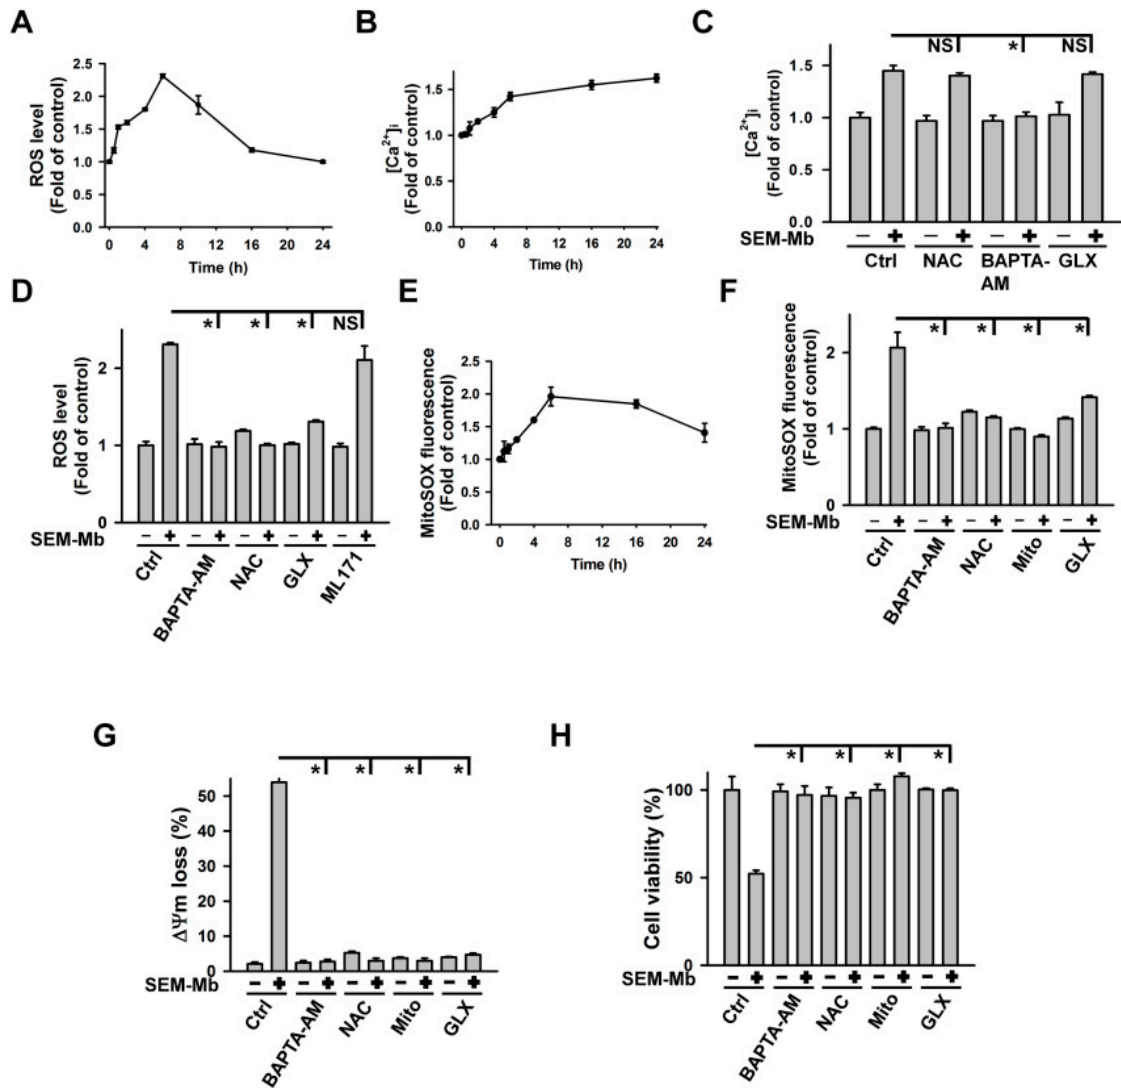 A
ROS level
(Fold of control)
2.5
2.0
1.5
1.0
0.5
0.0
0 4 8 12 16 20 24
Time (h)
B
[Ca²⁺]i
(Fold of control)
2.0
1.5
1.0
0.5
0.0
0 4 8 12 16 20 24
Time (h)
C
NS * NS
[Ca²⁺]i
(Fold of control)
1.5
1.0
0.5
0.0
SEM-Mb − + − + − + − +
Ctrl NAC BAPTA-AM GLX
D
* * * NS
ROS level
(Fold of control)
2
1
0
SEM-Mb − + − + − + − + − +
Ctrl BAPTA-AM NAC GLX ML171
E
MitoSOX fluorescence
(Fold of control)
2.5
2.0
1.5
1.0
0.5
0.0
0 4 8 12 16 20 24
Time (h)
F
* * * *
MitoSOX fluorescence
(Fold of control)
2
1
0
SEM-Mb − + − + − + − + − +
Ctrl BAPTA-AM NAC Mito GLX
G
* * * *
ΔΨm loss (%)
50
40
30
20
10
0
SEM-Mb − + − + − + − + − +
Ctrl BAPTA-AM NAC Mito GLX
H
* * * *
Cell viability (%)
100
50
0
SEM-Mb − + − + − + − + − +
Ctrl BAPTA-AM NAC Mito GLX